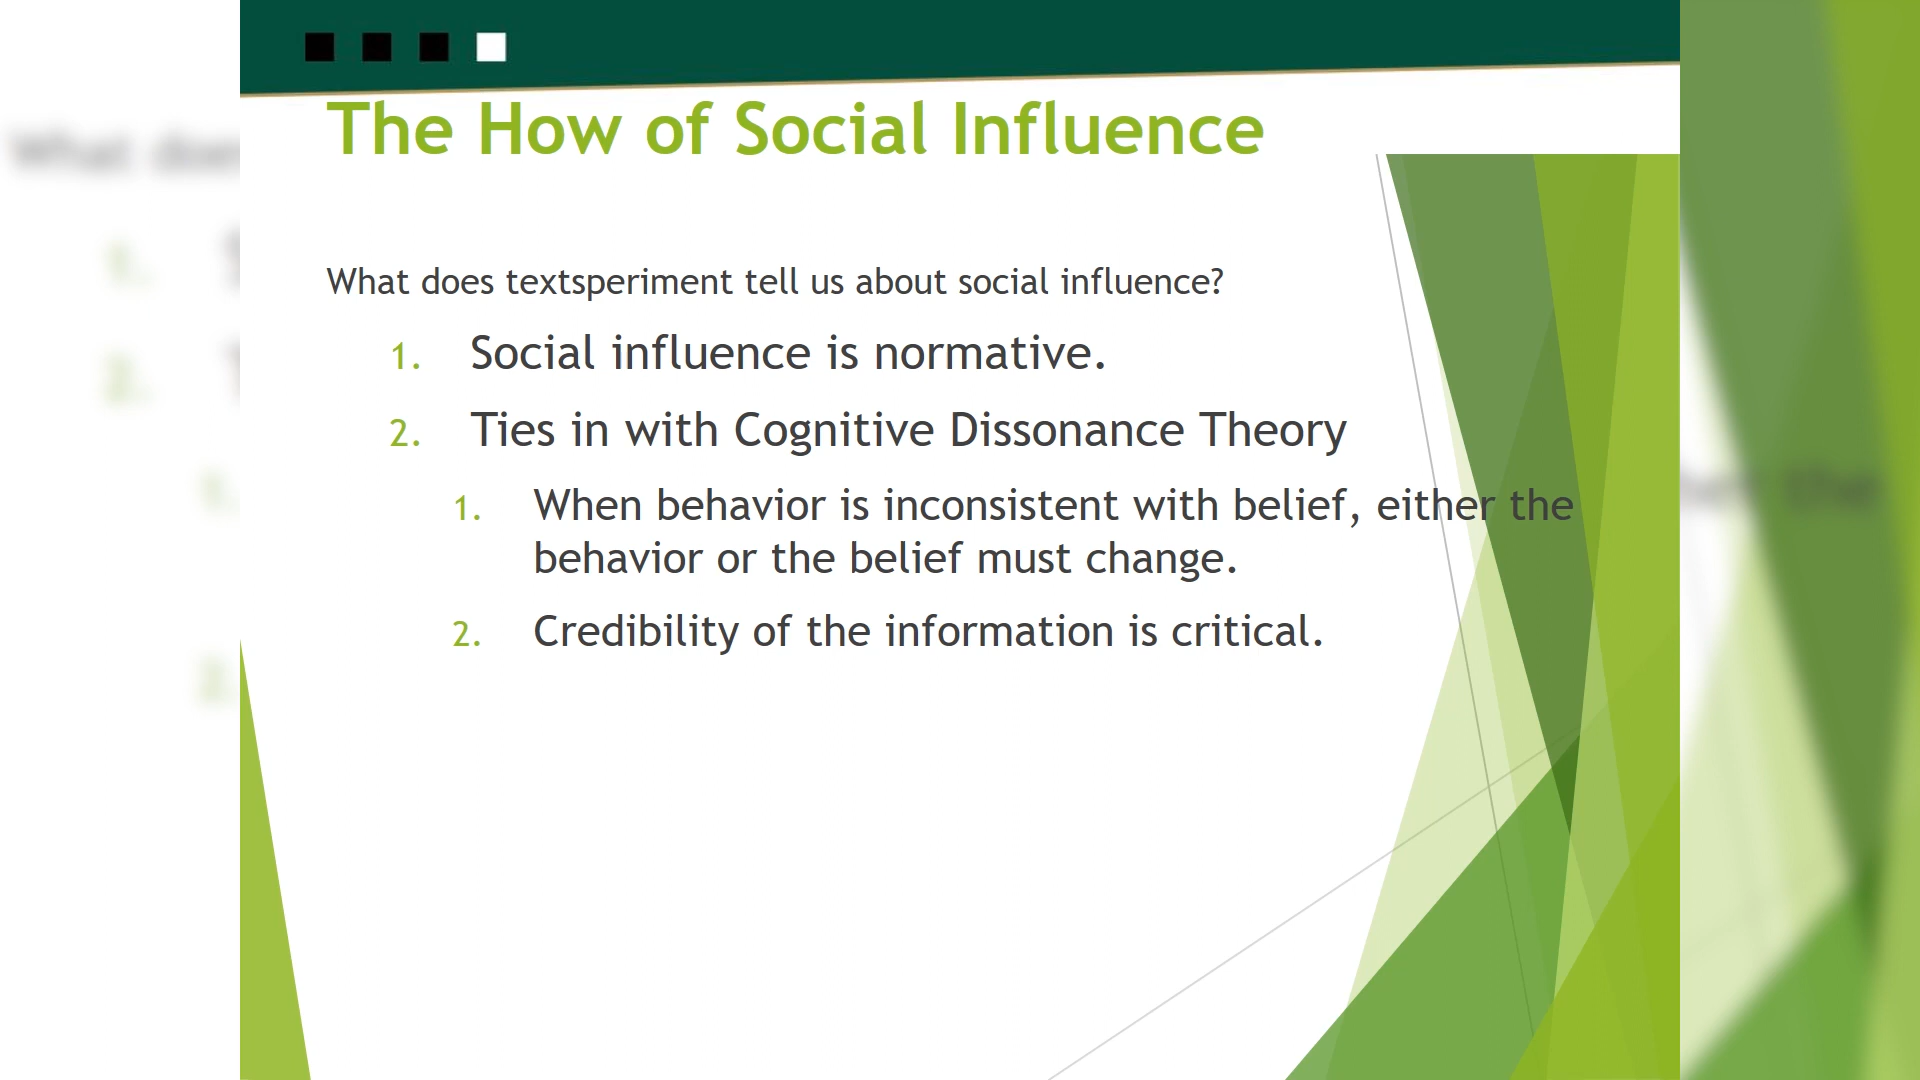 The How of Social Influence
What does textsperiment tell us about social influence?
1. Social influence is normative.
2. Ties in with Cognitive Dissonance Theory
1. When behavior is inconsistent with belief, either the
behavior or the belief must change.
2. Credibility of the information is critical.